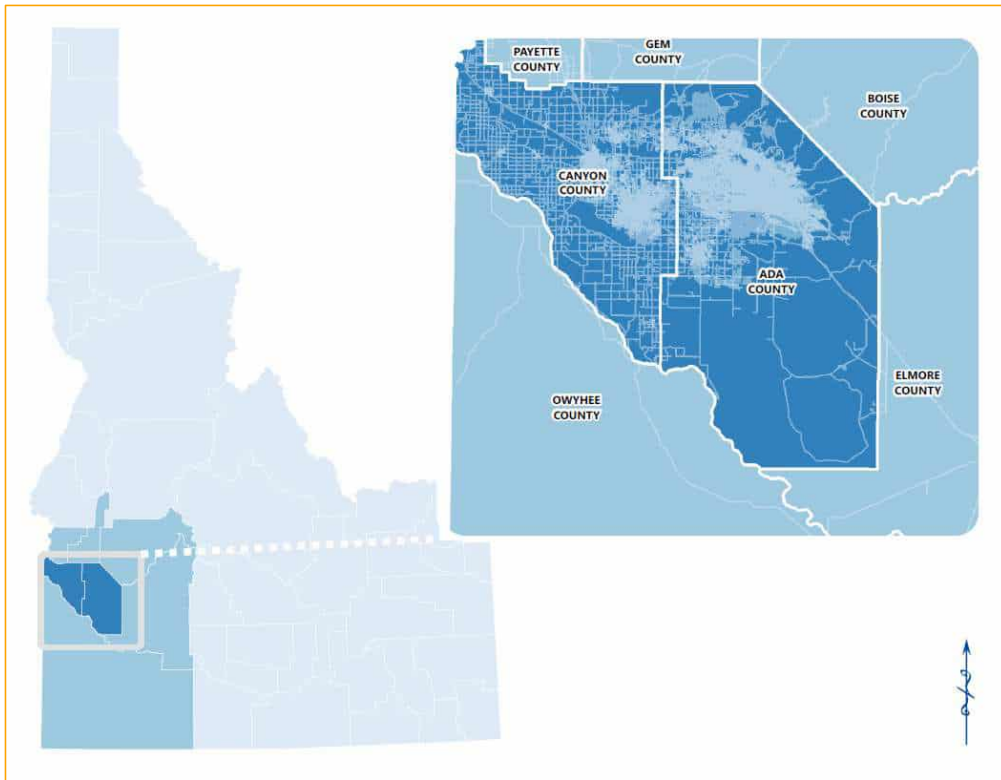 PAYETTE
COUNTY
GEM
COUNTY
BOISE
COUNTY
CANYON
COUNTY
ADA
COUNTY
ELMORE
COUNTY
OWYHEE
COUNTY